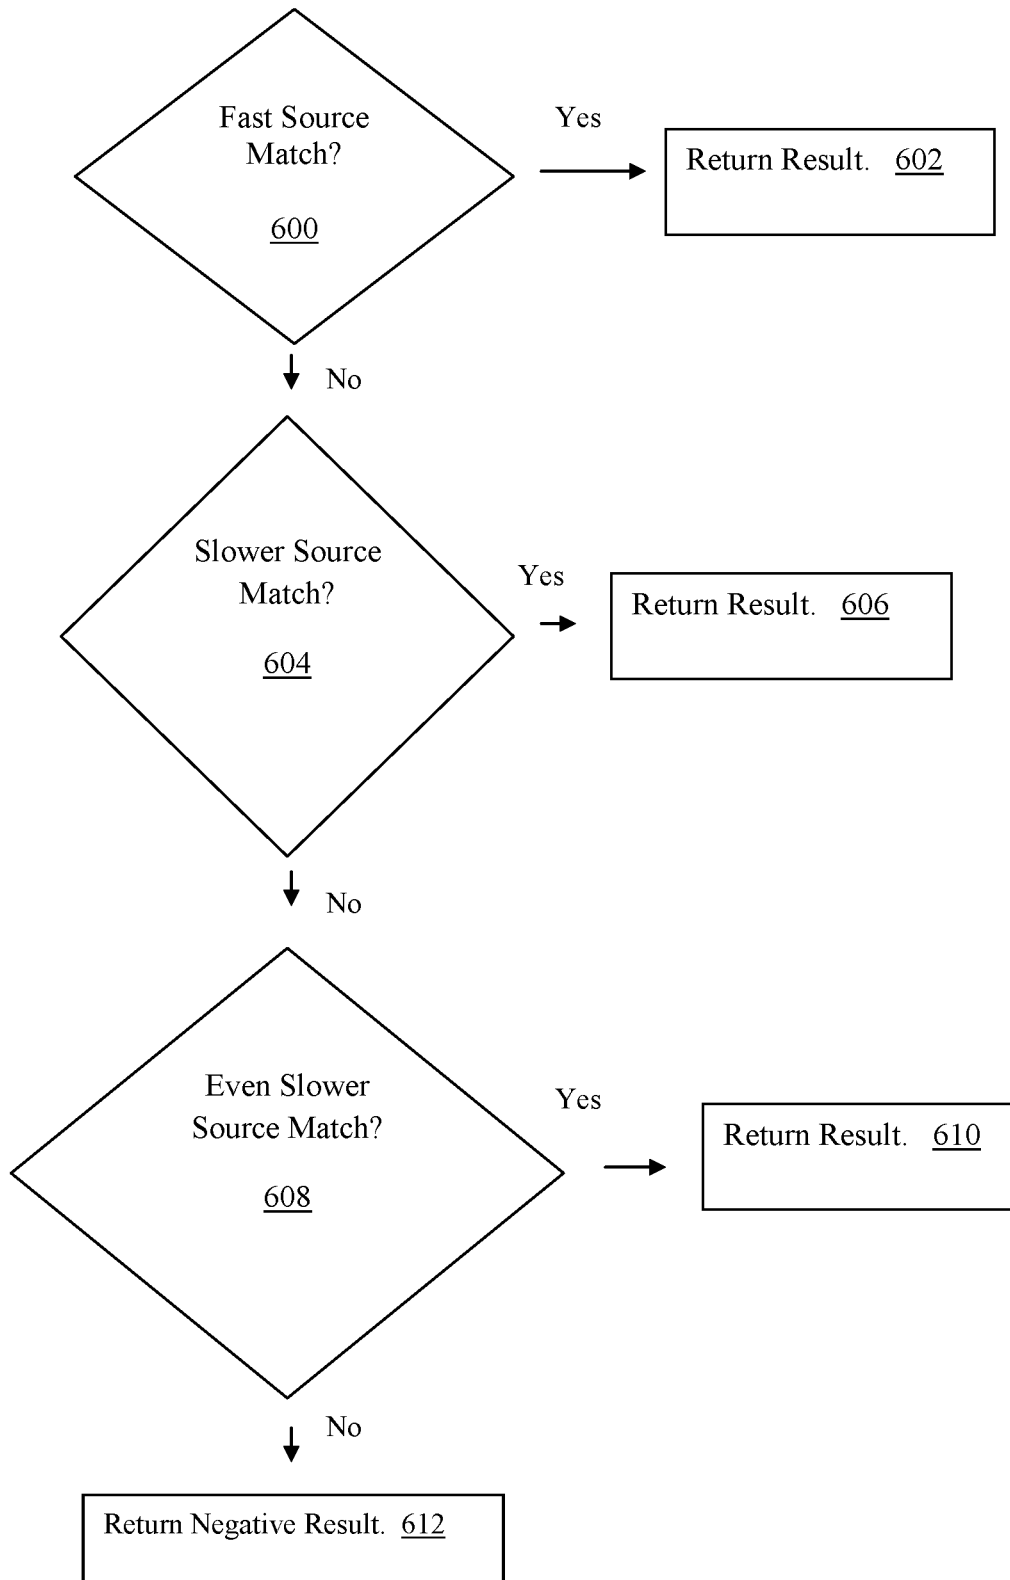 Fast Source
Match?
600
Yes
Return Result. 602
No
Slower Source
Match?
604
Yes
Return Result. 606
No
Even Slower
Source Match?
608
Yes
Return Result. 610
No
Return Negative Result. 612